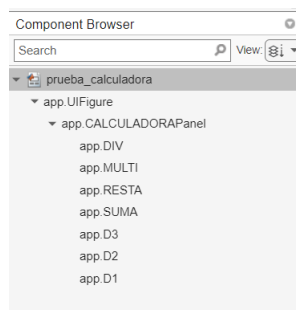 Component Browser
Search View:
prueba_calculadora
app.UIFigure
app.CALCULADORAPanel
app.DIV
app.MULTI
app.RESTA
app.SUMA
app.D3
app.D2
app.D1